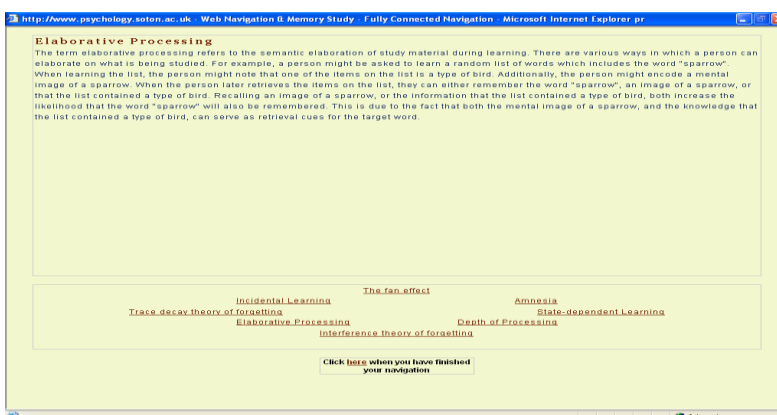 http://www.psychology.soton.ac.uk - Web Navigation & Memory Study - Fully Connected Navigation - Microsoft Internet Explorer pr
Elaborative Processing
The term elaborative processing refers to the semantic elaboration of study material during learning. There are various ways in which a person can
elaborate on what is being studied. For example, a person might be asked to learn a random list of words which includes the word "sparrow".
When learning the list, the person might note that one of the items on the list is a type of bird. Additionally, the person might encode a mental
image of a sparrow. When the person later retrieves the items on the list, they can either remember the word "sparrow", an image of a sparrow, or
that the list contained a type of bird. Recalling an image of a sparrow, or the information that the list contained a type of bird, both increase the
likelihood that the word "sparrow" will also be remembered. This is due to the fact that both the mental image of a sparrow, and the knowledge that
the list contained a type of bird, can serve as retrieval cues for the target word.
The fan effect
Incidental Learning Amnesia
Trace decay theory of forgetting State-dependent Learning
Elaborative Processing Depth of Processing
Interference theory of forgetting
Click here when you have finished
your navigation